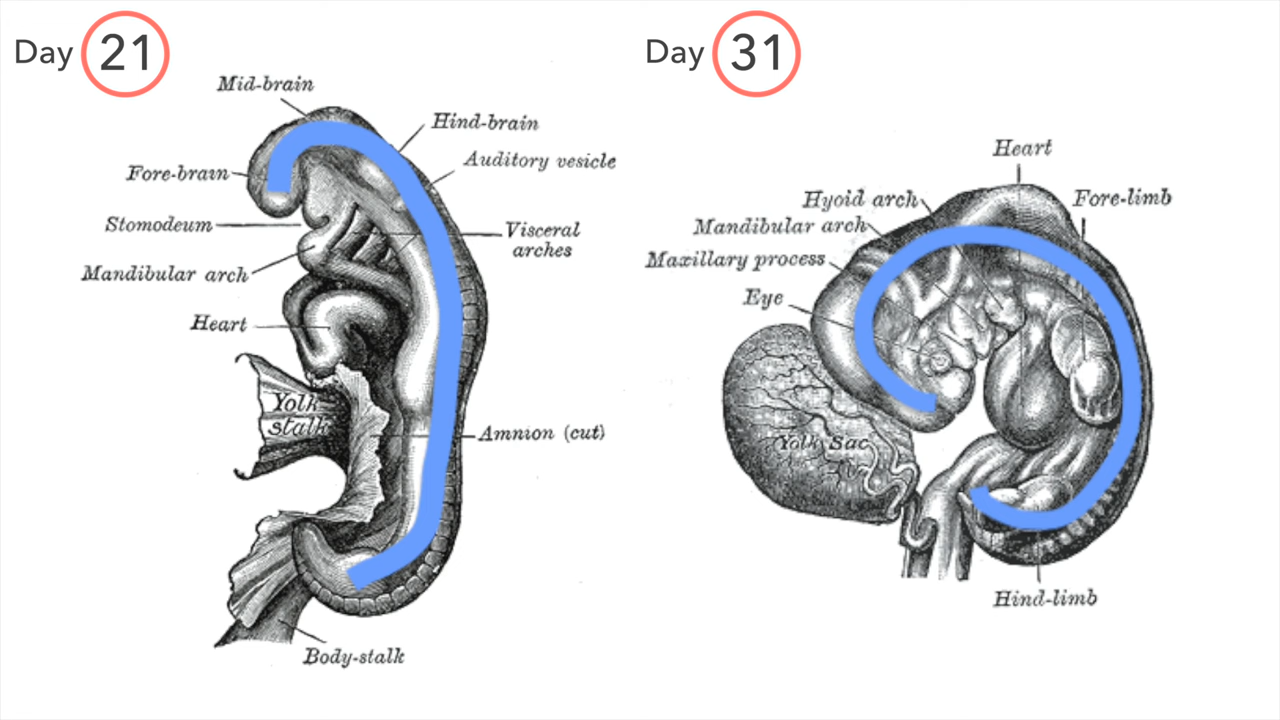 Day 21
Mid-brain
Hind-brain
Auditory vesicle
Fore-brain
Stomodeum
Visceral
arches
Mandibular arch
Heart
Yolk
stalk
Amnion (cut)
Body-stalk
Day 31
Heart
Hyoid arch
Fore-limb
Mandibular arch
Maxillary process
Eye
Yolk Sac
Hind-limb